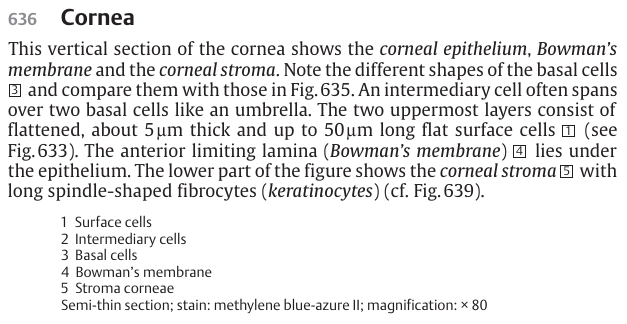 636 Cornea
This vertical section of the cornea shows the corneal epithelium, Bowman's
membrane and the corneal stroma. Note the different shapes of the basal cells
3 and compare them with those in Fig. 635. An intermediary cell often spans
over two basal cells like an umbrella. The two uppermost layers consist of
flattened, about 5 µm thick and up to 50 µm long flat surface cells 1 (see
Fig. 633). The anterior limiting lamina (Bowman's membrane) 4 lies under
the epithelium. The lower part of the figure shows the corneal stroma 5 with
long spindle-shaped fibrocytes (keratinocytes) (cf. Fig. 639).
1 Surface cells
2 Intermediary cells
3 Basal cells
4 Bowman's membrane
5 Stroma corneae
Semi-thin section; stain: methylene blue-azure II; magnification: × 80